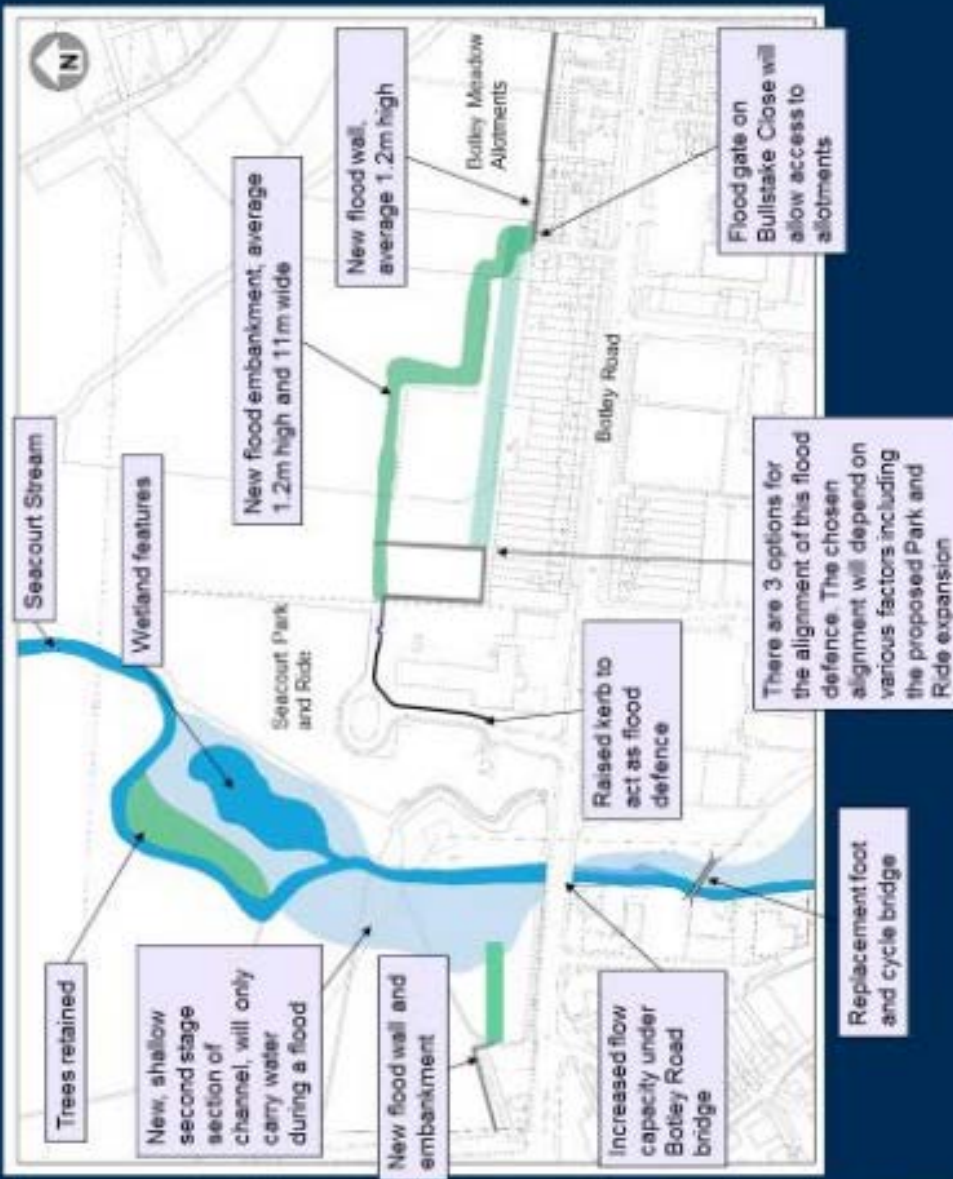 N
Seacourt Stream
Wetland features
Trees retained
New, shallow
second stage
section of
channel, will only
carry water
during a flood
New flood wall and
embankment
Increased flow
capacity under
Botley Road
bridge
Replacement foot
and cycle bridge
Seacourt Park
and Ride
Raised kerb to
act as flood
defence
New flood embankment, average
1.2m high and 11m wide
New flood wall,
average 1.2m high
Botley Meadow
Allotments
Botley Road
There are 3 options for
the alignment of this flood
defence. The chosen
alignment will depend on
various factors including
the proposed Park and
Ride expansion
Flood gate on
Bullstake Close will
allow access to
allotments